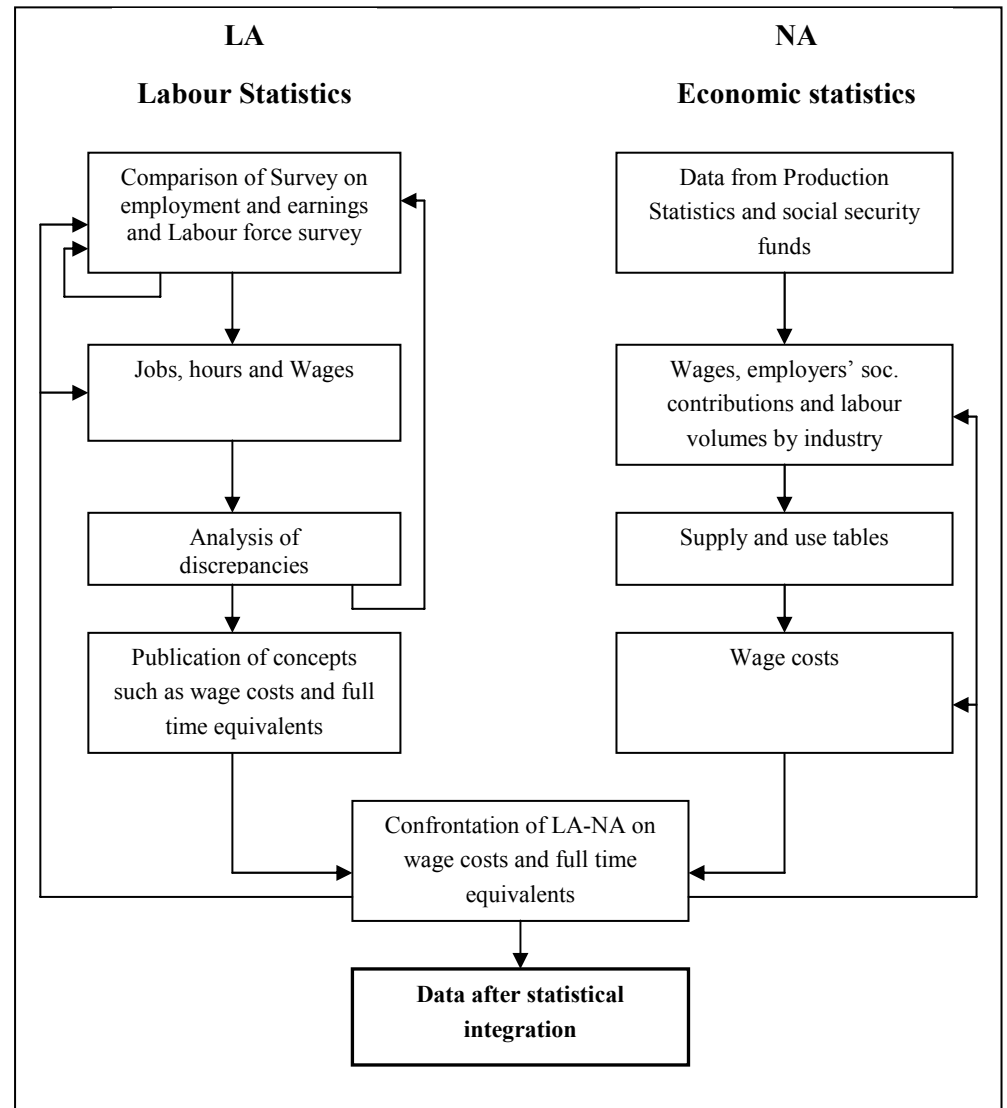 LA
Labour Statistics
Comparison of Survey on
employment and earnings
and Labour force survey
Jobs, hours and Wages
Analysis of
discrepancies
Publication of concepts
such as wage costs and full
time equivalents
NA
Economic statistics
Data from Production
Statistics and social security
funds
Wages, employers’ soc.
contributions and labour
volumes by industry
Supply and use tables
Wage costs
Confrontation of LA-NA on
wage costs and full time
equivalents
Data after statistical
integration